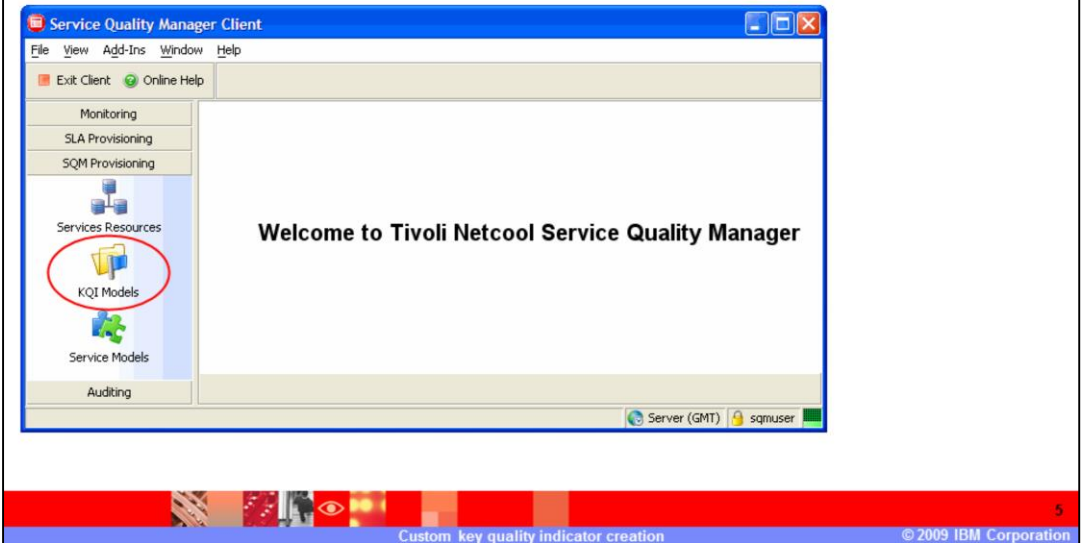 Service Quality Manager Client
File View Add-Ins Window Help
Exit Client Online Help
Monitoring
SLA Provisioning
SQM Provisioning
Services Resources
KQI Models
Service Models
Auditing
Welcome to Tivoli Netcool Service Quality Manager
Server (GMT) sqmuser
5
Custom key quality indicator creation © 2009 IBM Corporation